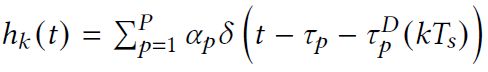 h_k(t) = ∑_{p=1}^{P} α_p δ (t − τ_p − τ_p^D(kT_s))